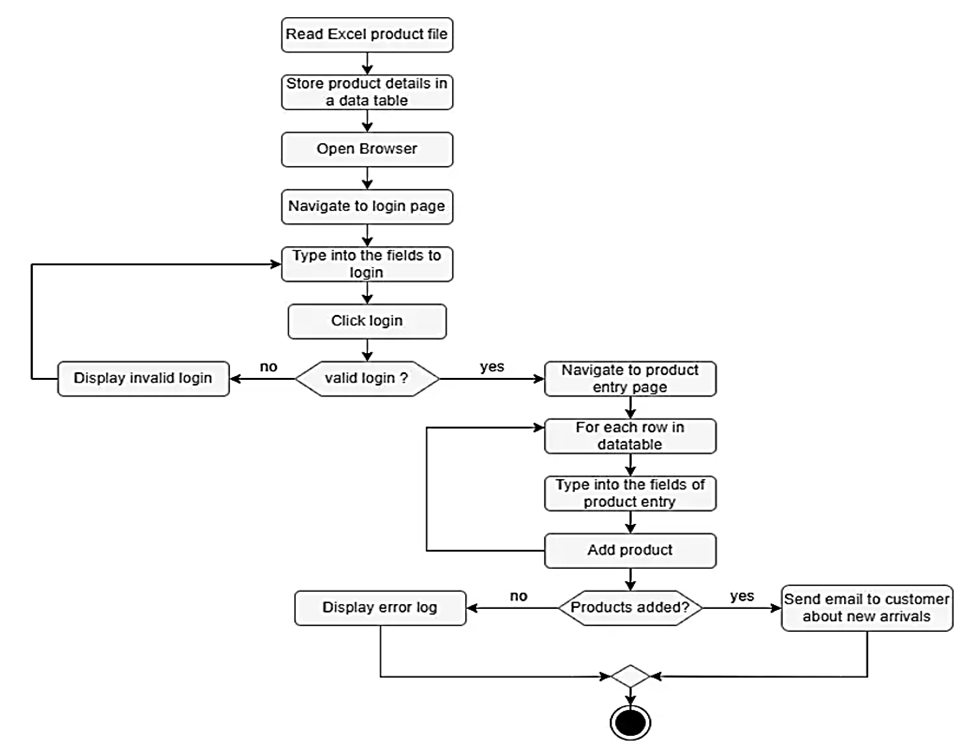 Read Excel product file
Store product details in
a data table
Open Browser
Navigate to login page
Type into the fields to
login
Click login
Display invalid login
no
valid login ?
yes
Navigate to product
entry page
For each row in
datatable
Type into the fields of
product entry
Add product
Display error log
no
Products added?
yes
Send email to customer
about new arrivals